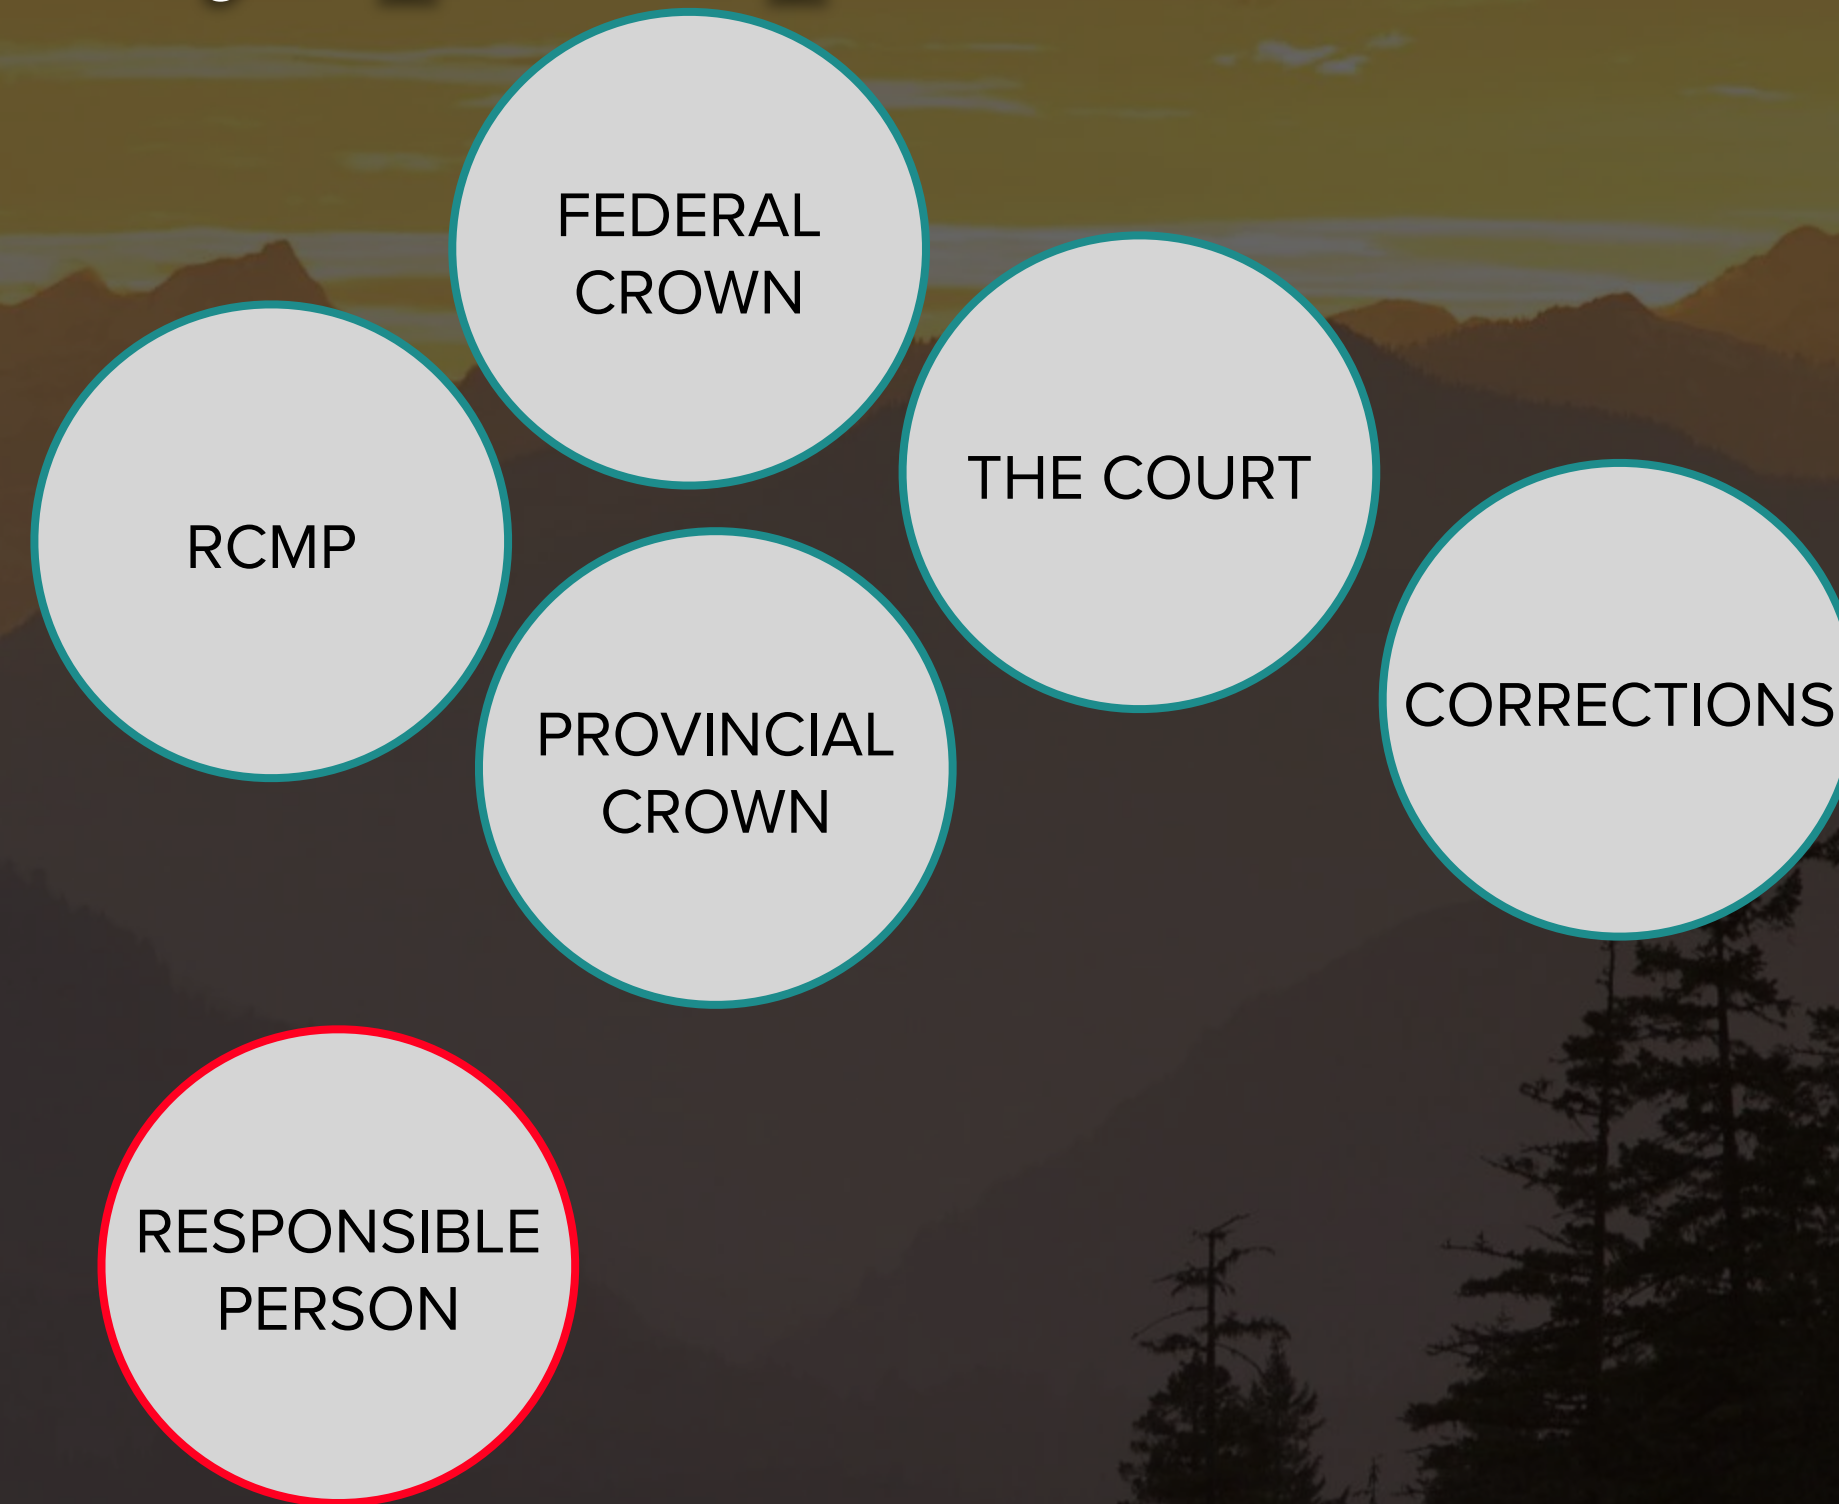 FEDERAL
CROWN
THE COURT
RCMP
CORRECTIONS
PROVINCIAL
CROWN
RESPONSIBLE
PERSON